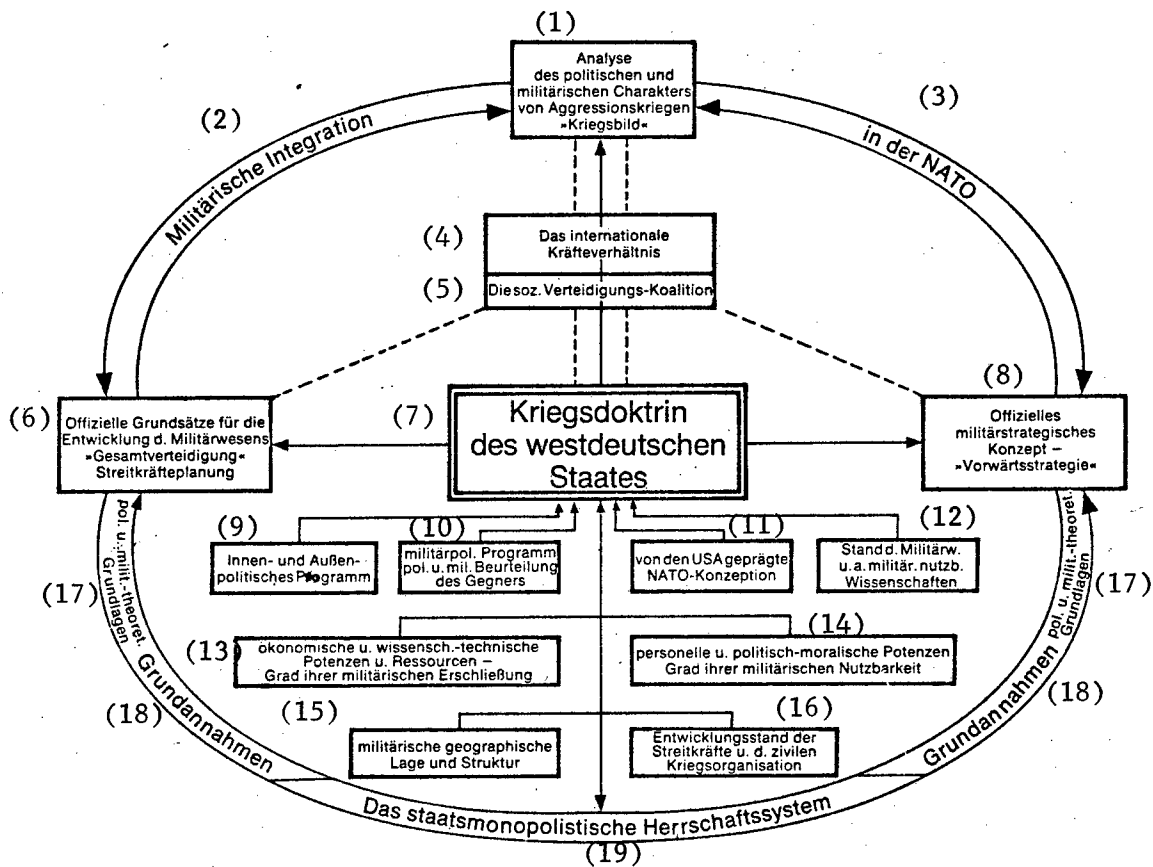 (1)
Analyse
des politischen und
militärischen Charakters
von Aggressionskriegen
»Kriegsbild«
(2)
Militärische Integration
(3)
in der NATO
(4)
Das internationale
Kräfteverhältnis
(5)
Die soz. Verteidigungs-Koalition
(6)
Offizielle Grundsätze für die
Entwicklung d. Militärwesens
»Gesamtverteidigung«
Streitkräfteplanung
(7)
Kriegsdoktrin
des westdeutschen
Staates
(8)
Offizielles
militärstrategisches
Konzept –
»Vorwärtsstrategie«
(9)
Innen- und Außen-
politisches Programm
(10)
militärpol. Programm
pol. u. mil. Beurteilung
des Gegners
(11)
von den USA geprägte
NATO-Konzeption
(12)
Stand d. Militärw.
u. a. militär. nutzb.
Wissenschaften
(13)
ökonomische u. wissensch.-technische
Potenzen u. Ressourcen –
Grad ihrer militärischen Erschließung
(14)
personelle u. politisch-moralische Potenzen
Grad ihrer militärischen Nutzbarkeit
(15)
militärische geographische
Lage und Struktur
(16)
Entwicklungsstand der
Streitkräfte u. d. zivilen
Kriegsorganisation
(17)
pol. u. milit.-theoret.
Grundlagen
(17)
pol. u. milit.-theoret.
Grundlagen
(18)
Grundannahmen
(18)
Grundannahmen
Das staatsmonopolistische Herrschaftssystem
(19)